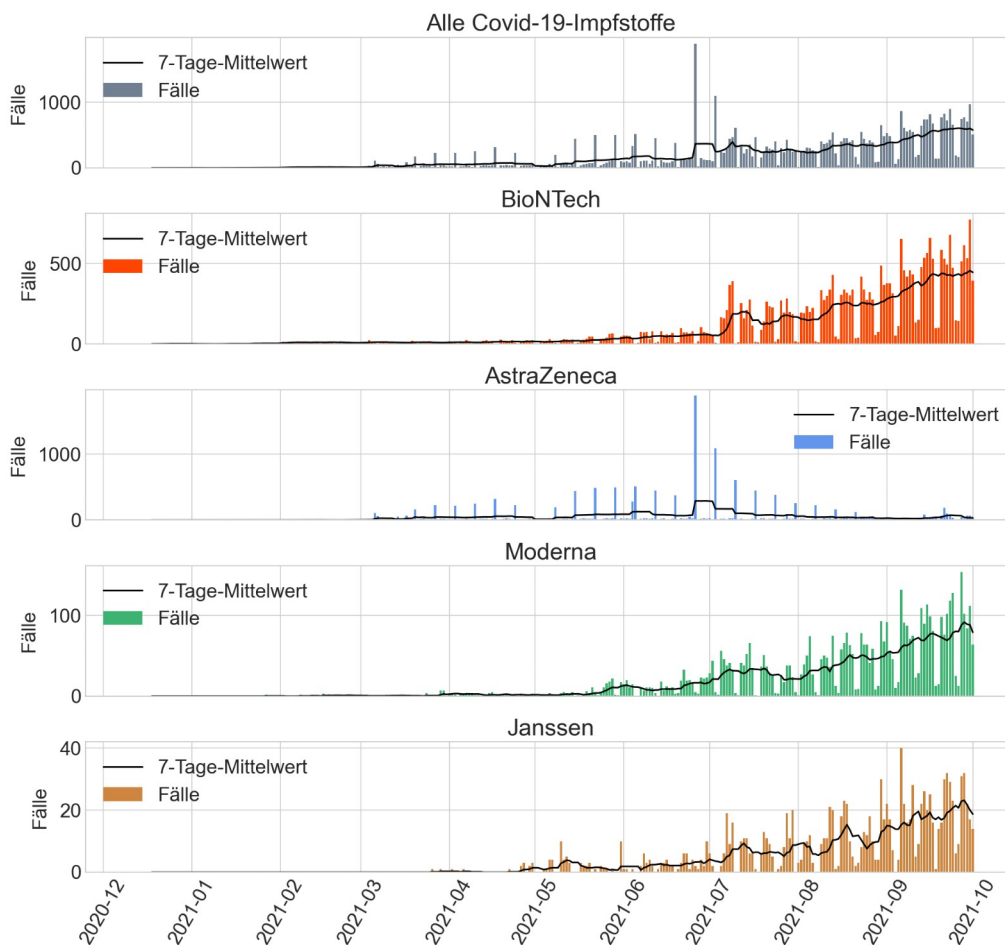 Alle Covid-19-Impfstoffe
Fälle
1000
0
7-Tage-Mittelwert
Fälle
BioNTech
Fälle
500
0
7-Tage-Mittelwert
Fälle
AstraZeneca
Fälle
1000
0
7-Tage-Mittelwert
Fälle
Moderna
Fälle
100
0
7-Tage-Mittelwert
Fälle
Janssen
Fälle
40
20
0
7-Tage-Mittelwert
Fälle
2020-12
2021-01
2021-02
2021-03
2021-04
2021-05
2021-06
2021-07
2021-08
2021-09
2021-10